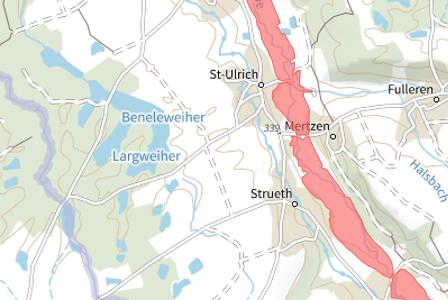 St-Ulrich
Fulleren
Beneleweiher
339
Mertzen
Largweiher
Halsbach
Strueth